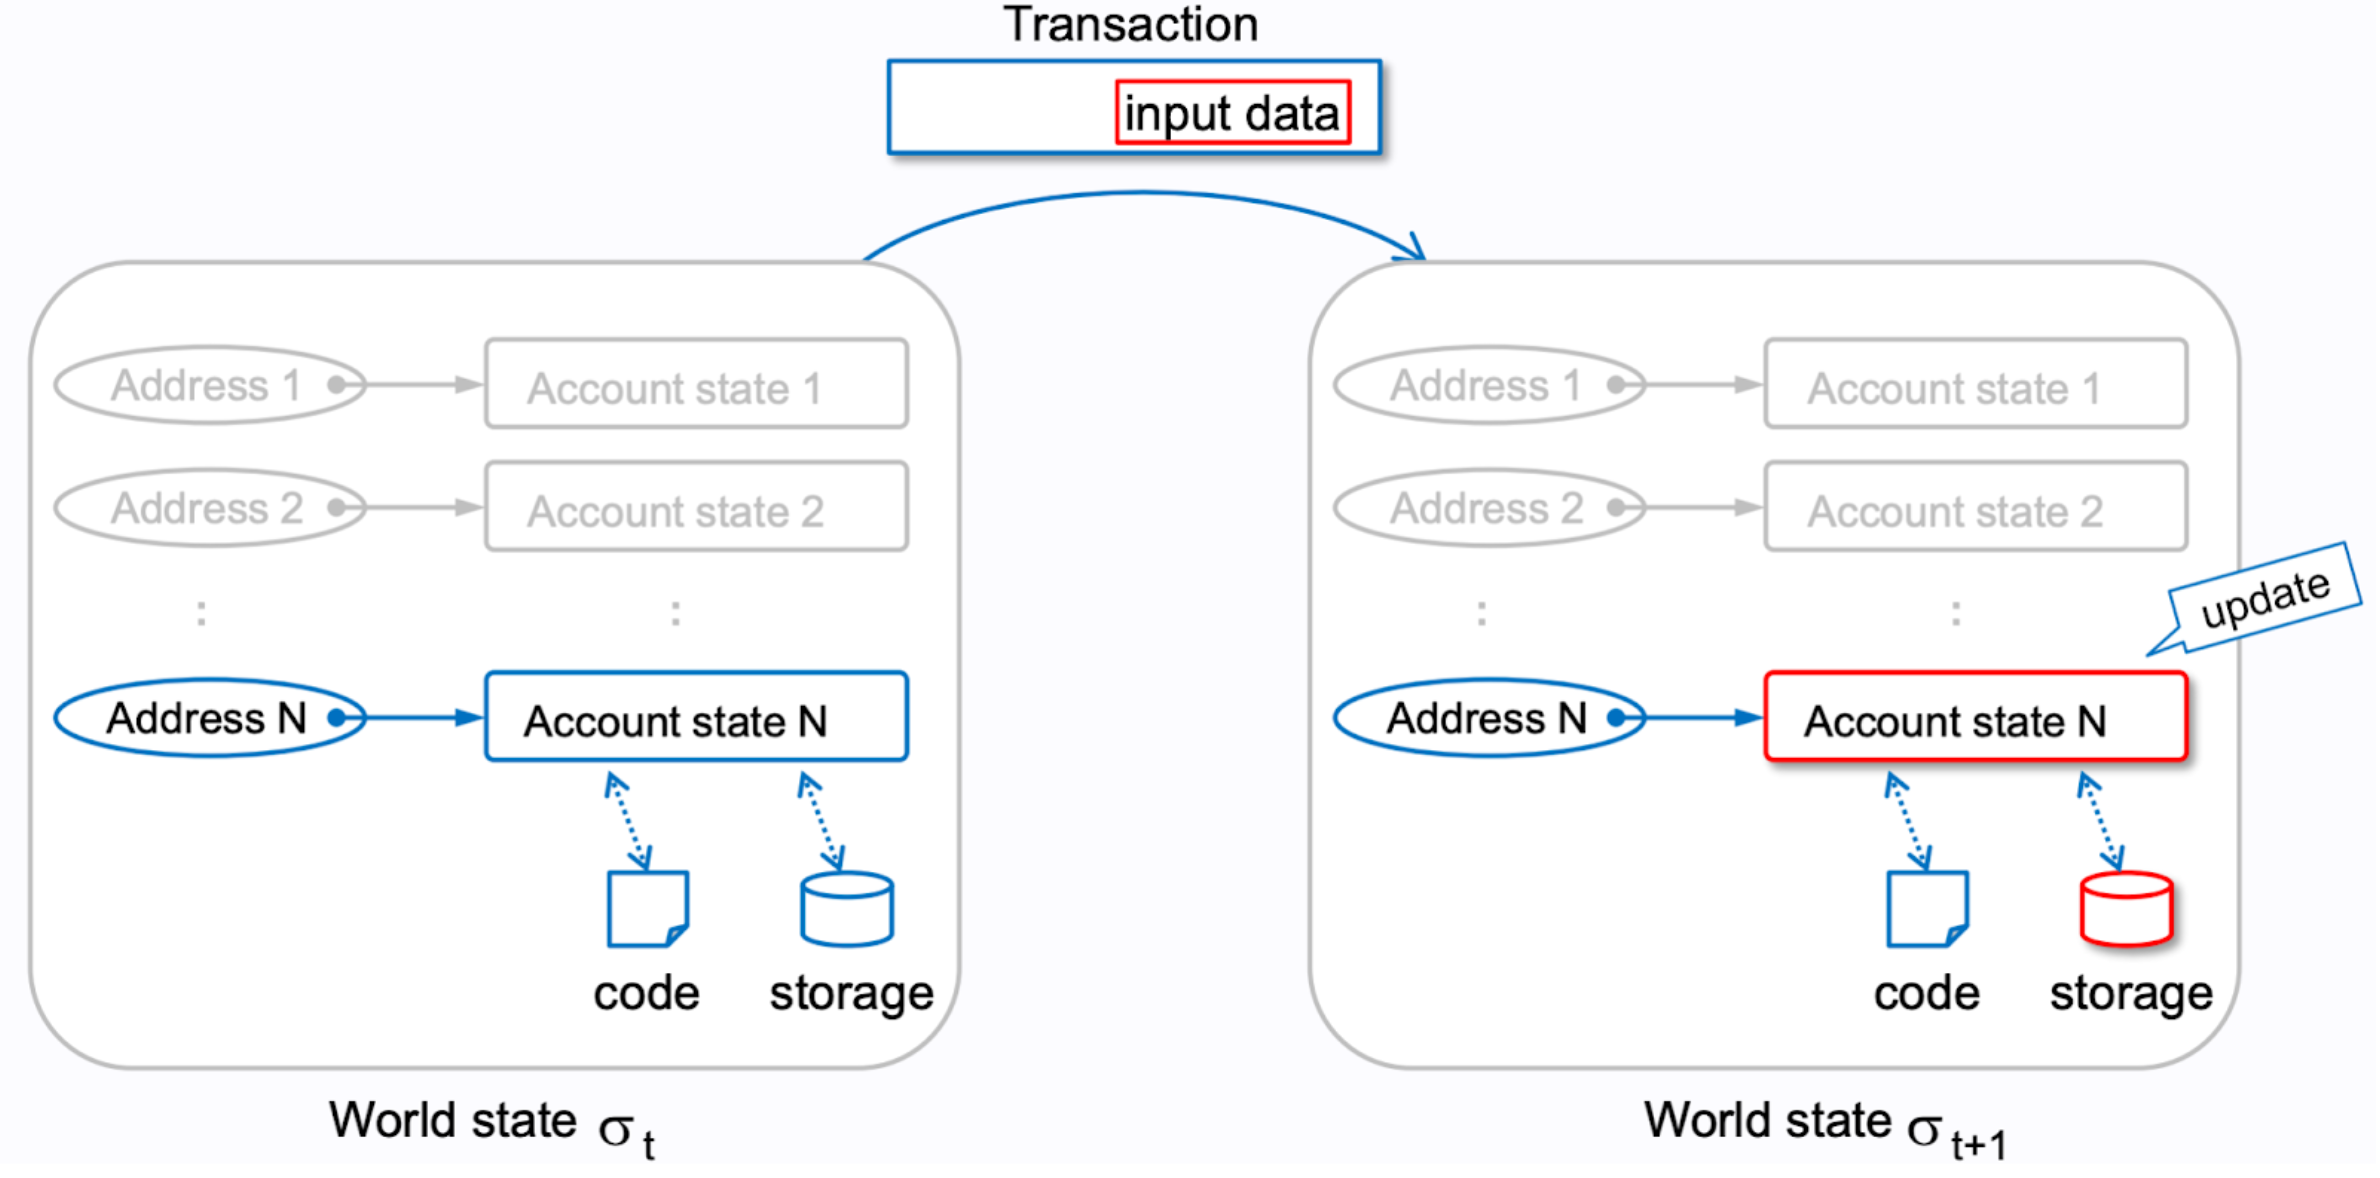 Transaction
input data
Address 1
Account state 1
Address 2
Account state 2
:
:
Address N
Account state N
code
storage
World state σ t
Address 1
Account state 1
Address 2
Account state 2
:
:
update
Address N
Account state N
code
storage
World state σ t+1